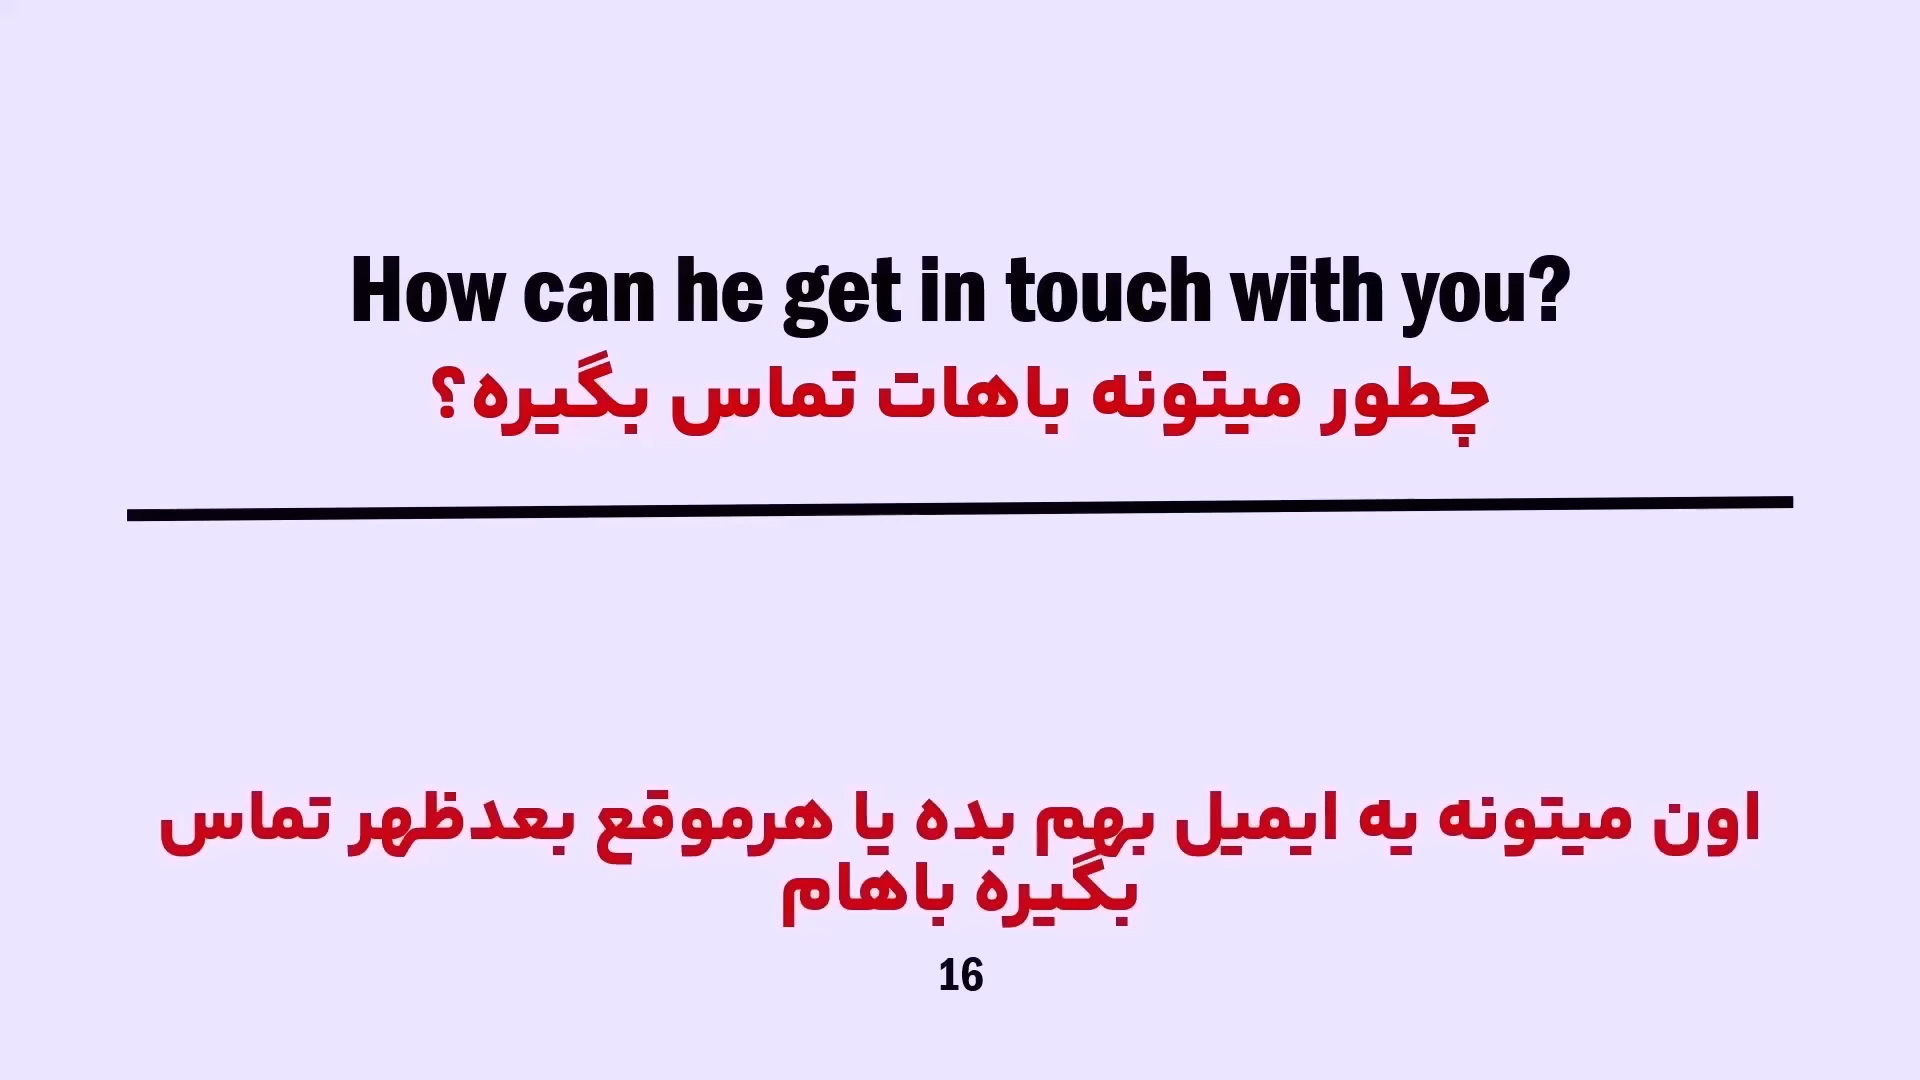 How can he get in touch with you?
چطور میتونه باهات تماس بگیره؟
اون میتونه یه ایمیل بهم بده یا هرموقع بعدظهر تماس
بگیره باهام
16